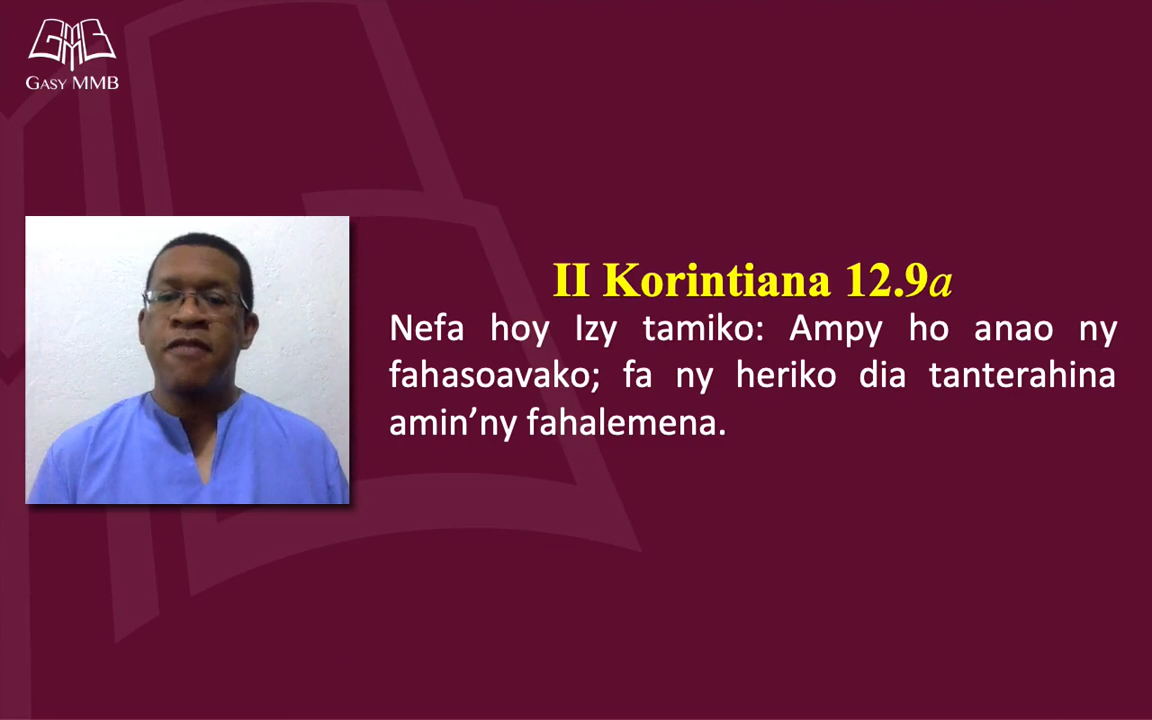 GMMB
GASY MMB
II Korintiana 12.9a
Nefa hoy Izy tamiko: Ampy ho anao ny
fahasoavako; fa ny heriko dia tanterahina
amin’ny fahalemena.